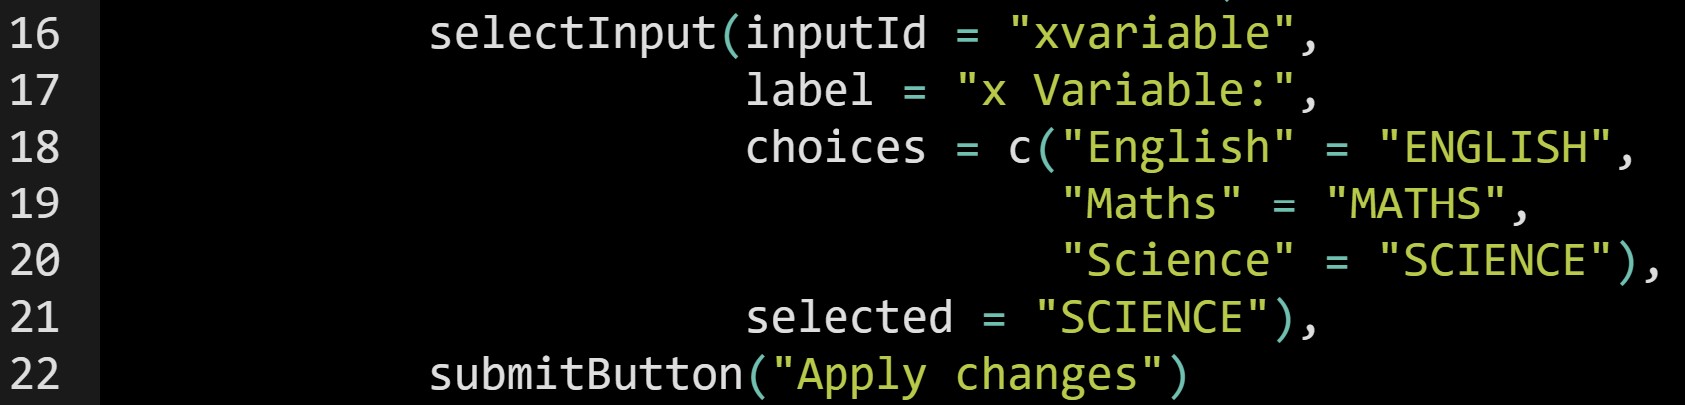 16 selectInput(inputId = "xvariable",
17 label = "x Variable:",
18 choices = c("English" = "ENGLISH",
19 "Maths" = "MATHS",
20 "Science" = "SCIENCE"),
21 selected = "SCIENCE"),
22 submitButton("Apply changes")